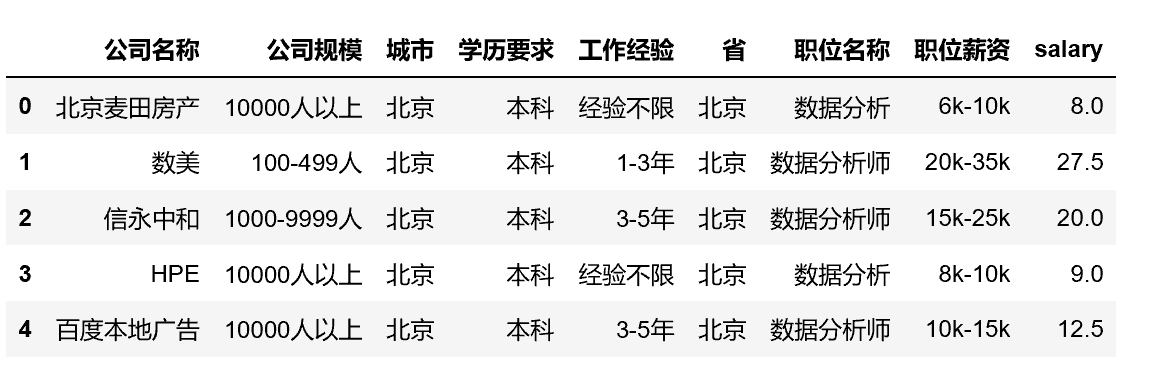 公司名称 公司规模 城市 学历要求 工作经验 省 职位名称 职位薪资 salary
0 北京麦田房产 10000人以上 北京 本科 经验不限 北京 数据分析 6k-10k 8.0
1 数美 100-499人 北京 本科 1-3年 北京 数据分析师 20k-35k 27.5
2 信永中和 1000-9999人 北京 本科 3-5年 北京 数据分析师 15k-25k 20.0
3 HPE 10000人以上 北京 本科 经验不限 北京 数据分析 8k-10k 9.0
4 百度本地广告 10000人以上 北京 本科 3-5年 北京 数据分析师 10k-15k 12.5